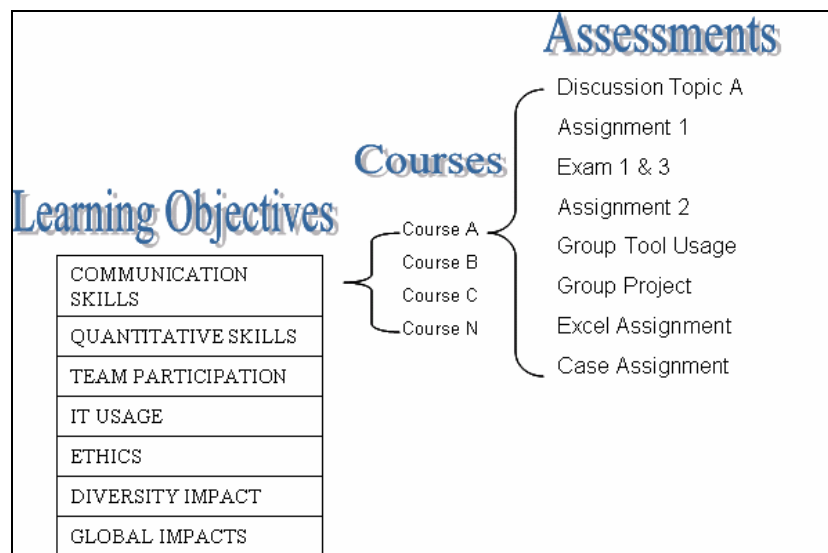 Assessments
Discussion Topic A
Assignment 1
Exam 1 & 3
Assignment 2
Group Tool Usage
Group Project
Excel Assignment
Case Assignment
Courses
Course A
Course B
Course C
Course N
Learning Objectives
COMMUNICATION
SKILLS
QUANTITATIVE SKILLS
TEAM PARTICIPATION
IT USAGE
ETHICS
DIVERSITY IMPACT
GLOBAL IMPACTS